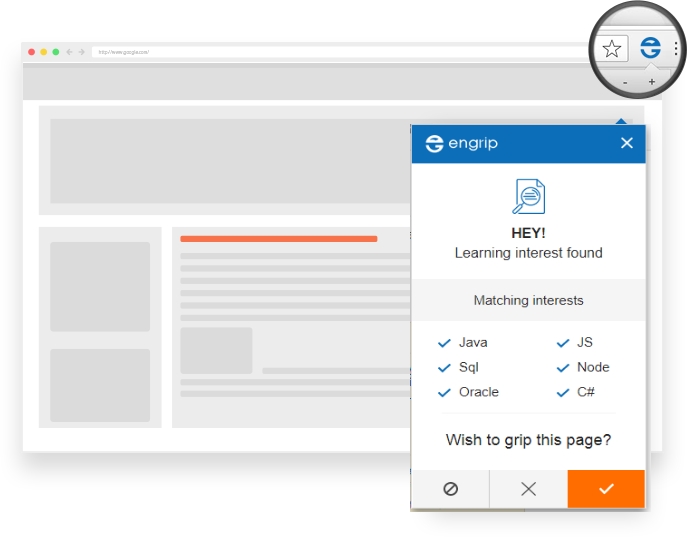 http://www.google.com/
- +
engrip
HEY!
Learning interest found
Matching interests
Java JS
Sql Node
Oracle C#
Wish to grip this page?